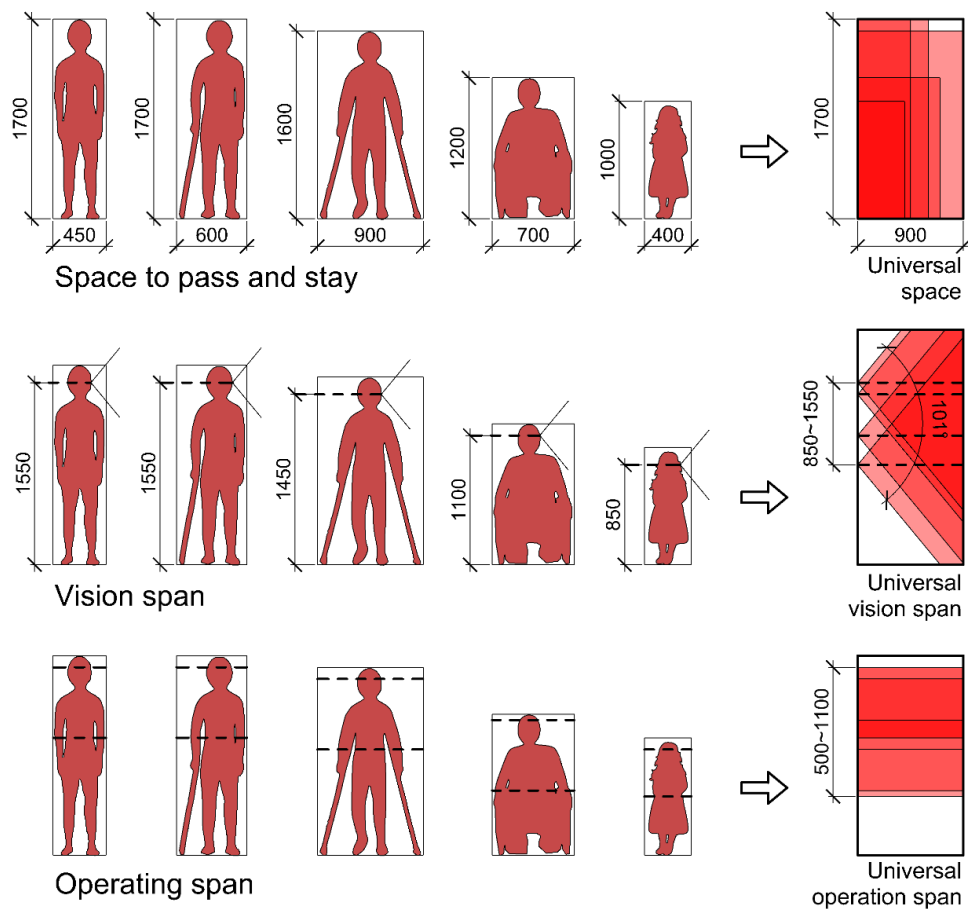 1700
1700
1600
1200
1000
1700
450
600
900
700
400
900
Space to pass and stay
Universal
space
1550
1550
1450
1100
850
850~1550
101°
Vision span
Universal
vision span
500~1100
Operating span
Universal
operation span